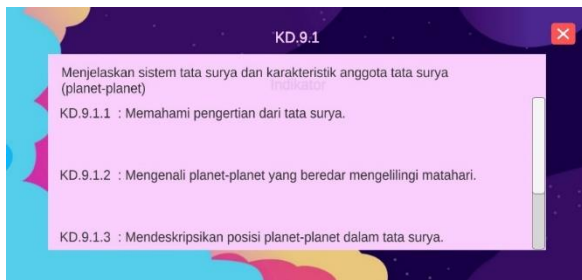 KD.9.1
Menjelaskan sistem tata surya dan karakteristik anggota tata surya
(planet-planet)
Indikator
KD.9.1.1 : Memahami pengertian dari tata surya.
KD.9.1.2 : Mengenali planet-planet yang beredar mengelilingi matahari.
KD.9.1.3 : Mendeskripsikan posisi planet-planet dalam tata surya.